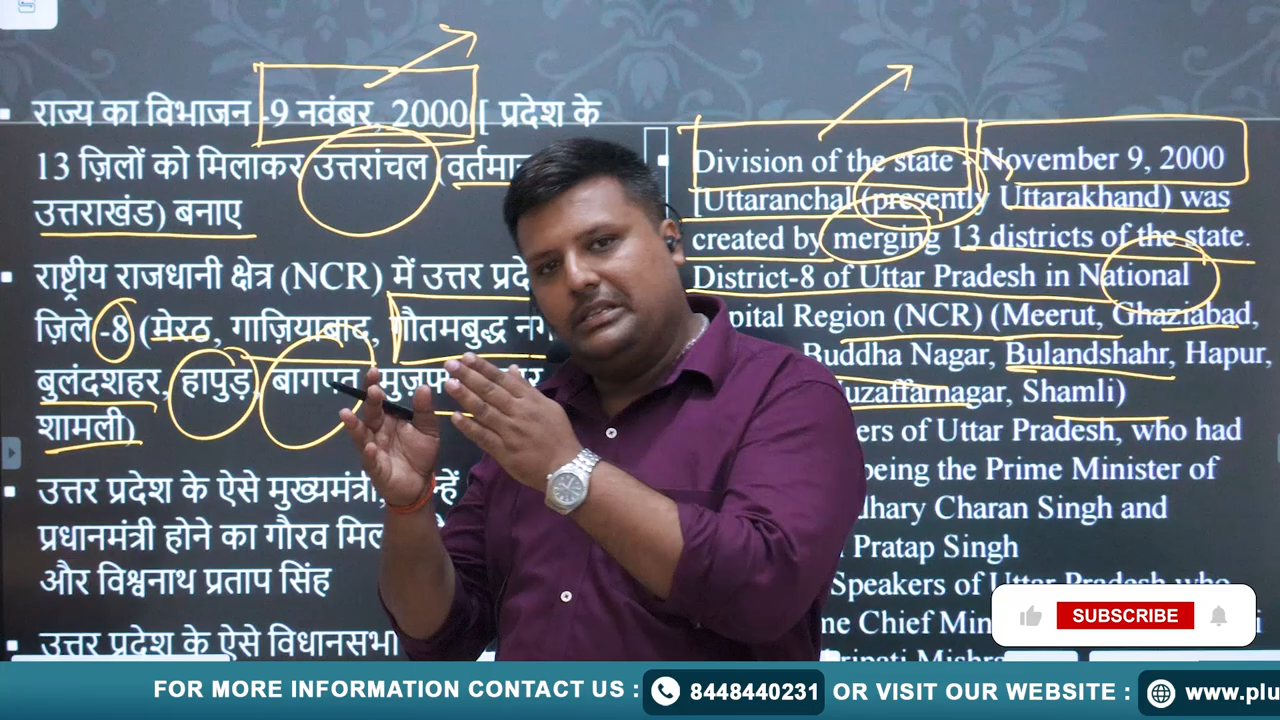 राज्य का विभाजन -9 नवंबर, 2000 [ प्रदेश के
13 ज़िलों को मिलाकर उत्तरांचल (वर्तमा
उत्तराखंड) बनाए
राष्ट्रीय राजधानी क्षेत्र (NCR) में उत्तर प्रदे
ज़िले -8 (मेरठ, गाज़ियाबाद, गौतमबुद्ध
बुलंदशहर, हापुड़, बागपत
शामली)
उत्तर प्रदेश के ऐसे मुख्यमंत्री,
प्रधानमंत्री होने का गौरव
और विश्वनाथ प्रताप सिंह
उत्तर प्रदेश के ऐसे विधानसभा
Division of the state - November 9, 2000
[Uttaranchal (presently Uttarakhand) was
created by merging 13 districts of the state.
District-8 of Uttar Pradesh in National
pital Region (NCR) (Meerut, Ghaziabad,
Buddha Nagar, Bulandshahr, Hapur,
uzaffarnagar, Shamli)
ers of Uttar Pradesh, who had
being the Prime Minister of
dhary Charan Singh and
Pratap Singh
Speakers of Uttar Pradesh who
me Chief Min
ripati Mishra
SUBSCRIBE
FOR MORE INFORMATION CONTACT US : 8448440231 OR VISIT OUR WEBSITE : www.plu